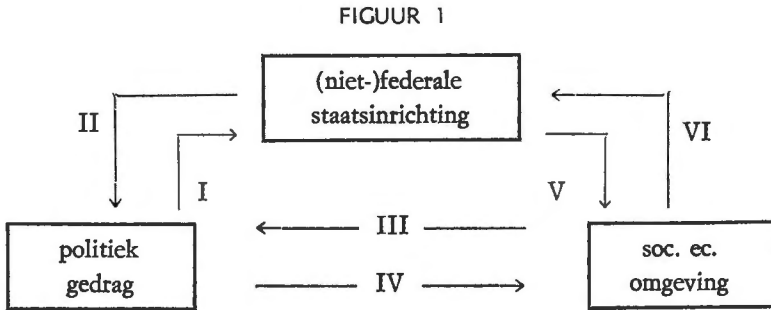 FIGUUR 1
(niet-)federale
staatsinrichting
II
VI
I
V
III
politiek
gedrag
soc. ec.
omgeving
IV